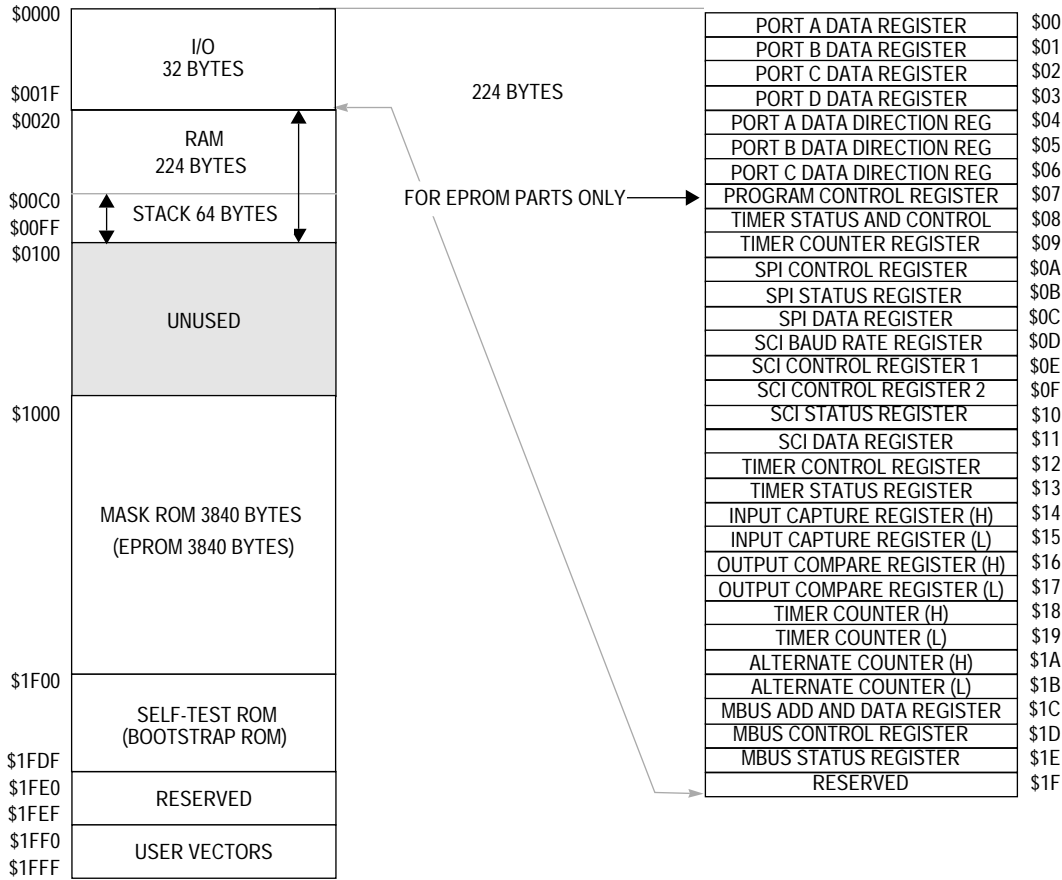 $0000
I/O
32 BYTES
$001F
$0020
RAM
224 BYTES
$00C0
STACK 64 BYTES
$00FF
$0100
UNUSED
$1000
MASK ROM 3840 BYTES
(EPROM 3840 BYTES)
$1F00
SELF-TEST ROM
(BOOTSTRAP ROM)
$1FDF
$1FE0
RESERVED
$1FEF
$1FF0
USER VECTORS
$1FFF
224 BYTES
FOR EPROM PARTS ONLY
PORT A DATA REGISTER $00
PORT B DATA REGISTER $01
PORT C DATA REGISTER $02
PORT D DATA REGISTER $03
PORT A DATA DIRECTION REG $04
PORT B DATA DIRECTION REG $05
PORT C DATA DIRECTION REG $06
PROGRAM CONTROL REGISTER $07
TIMER STATUS AND CONTROL $08
TIMER COUNTER REGISTER $09
SPI CONTROL REGISTER $0A
SPI STATUS REGISTER $0B
SPI DATA REGISTER $0C
SCI BAUD RATE REGISTER $0D
SCI CONTROL REGISTER 1 $0E
SCI CONTROL REGISTER 2 $0F
SCI STATUS REGISTER $10
SCI DATA REGISTER $11
TIMER CONTROL REGISTER $12
TIMER STATUS REGISTER $13
INPUT CAPTURE REGISTER (H) $14
INPUT CAPTURE REGISTER (L) $15
OUTPUT COMPARE REGISTER (H) $16
OUTPUT COMPARE REGISTER (L) $17
TIMER COUNTER (H) $18
TIMER COUNTER (L) $19
ALTERNATE COUNTER (H) $1A
ALTERNATE COUNTER (L) $1B
MBUS ADD AND DATA REGISTER $1C
MBUS CONTROL REGISTER $1D
MBUS STATUS REGISTER $1E
RESERVED $1F